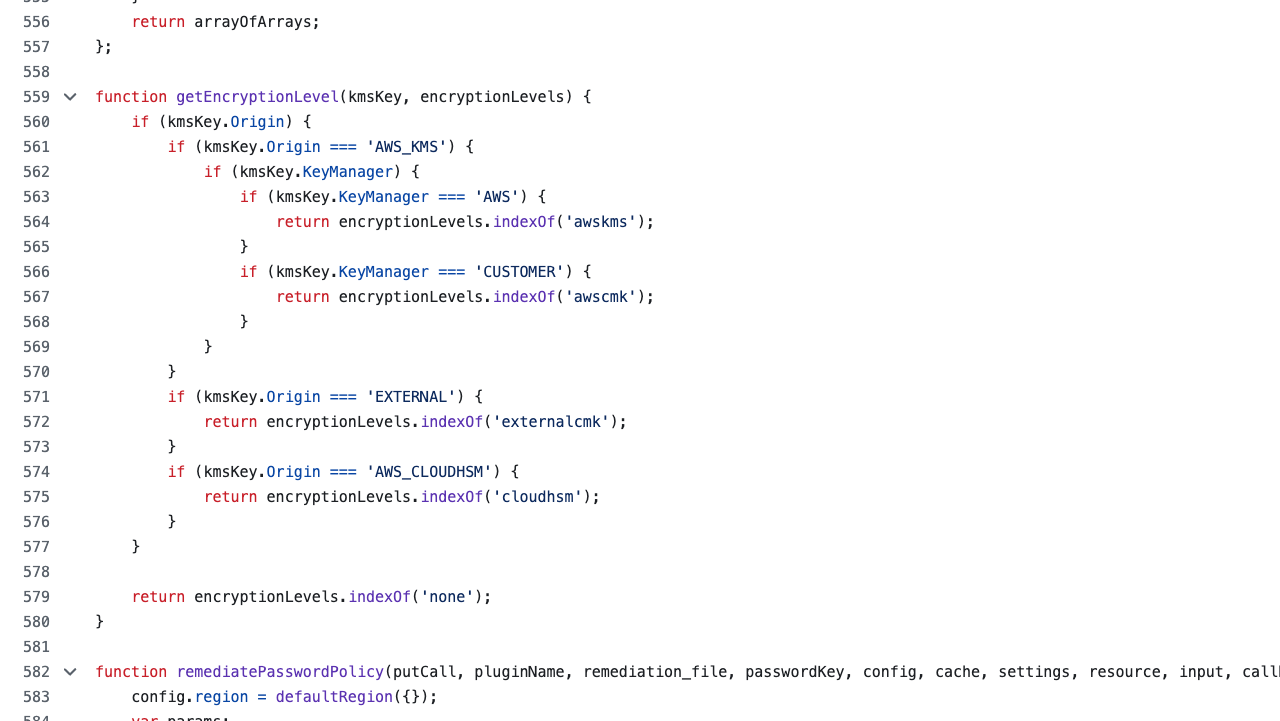 556 return arrayOfArrays;
557 };
558
559 function getEncryptionLevel(kmsKey, encryptionLevels) {
560 if (kmsKey.Origin) {
561 if (kmsKey.Origin === 'AWS_KMS') {
562 if (kmsKey.KeyManager) {
563 if (kmsKey.KeyManager === 'AWS') {
564 return encryptionLevels.indexOf('awskms');
565 }
566 if (kmsKey.KeyManager === 'CUSTOMER') {
567 return encryptionLevels.indexOf('awscmk');
568 }
569 }
570 }
571 if (kmsKey.Origin === 'EXTERNAL') {
572 return encryptionLevels.indexOf('externalcmk');
573 }
574 if (kmsKey.Origin === 'AWS_CLOUDHSM') {
575 return encryptionLevels.indexOf('cloudhsm');
576 }
577 }
578
579 return encryptionLevels.indexOf('none');
580 }
581
582 function remediatePasswordPolicy(putCall, pluginName, remediation_file, passwordKey, config, cache, settings, resource, input,
583 config.region = defaultRegion({});
584 var params;